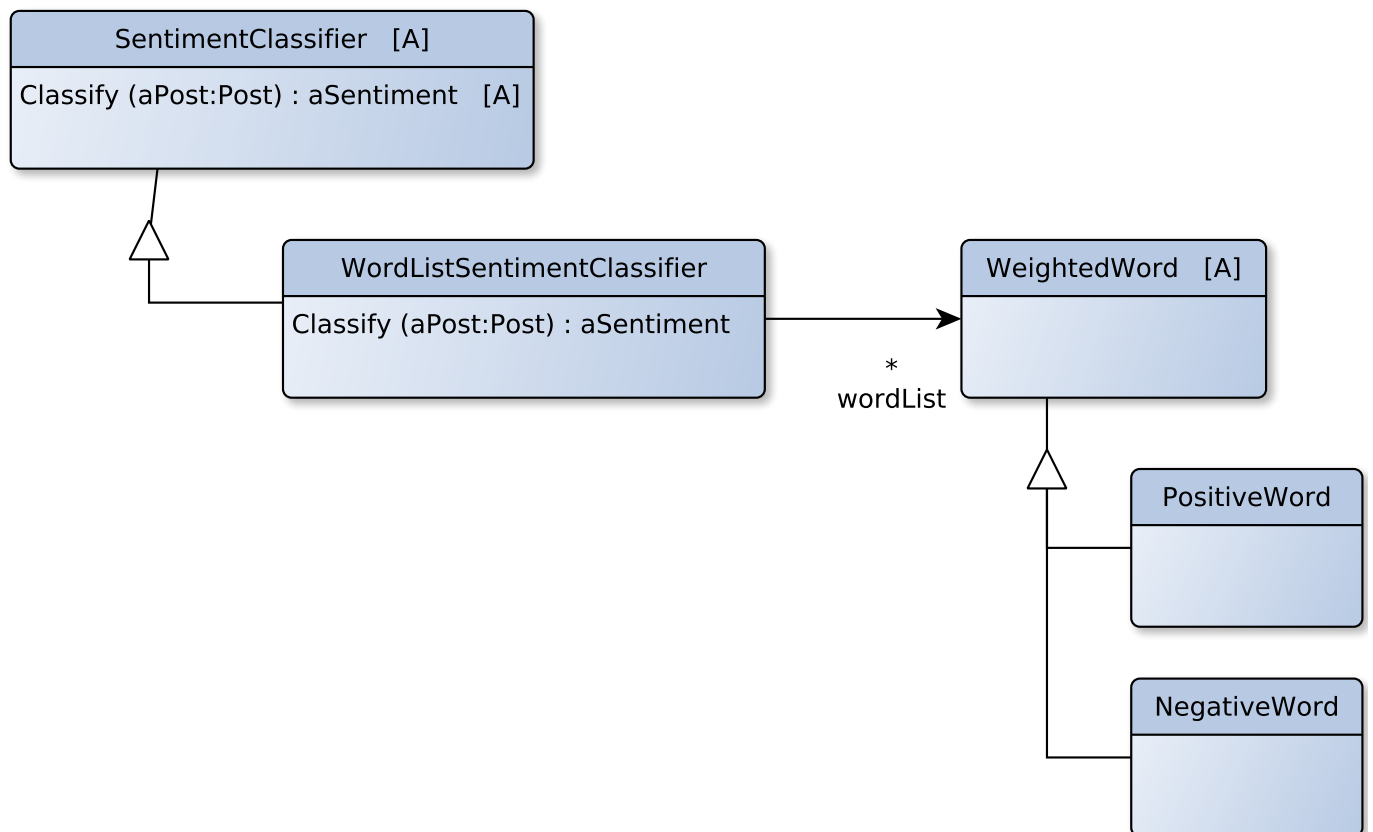 SentimentClassifier [A]
Classify (aPost:Post) : aSentiment [A]
WordListSentimentClassifier
Classify (aPost:Post) : aSentiment
*
wordList
WeightedWord [A]
PositiveWord
NegativeWord